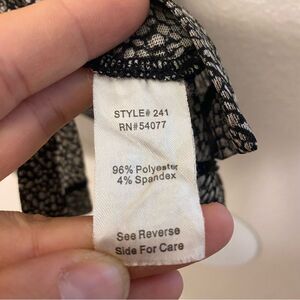 STYLE# 241
RN#54077
96% Polyester
4% Spandex
See Reverse
Side For Care